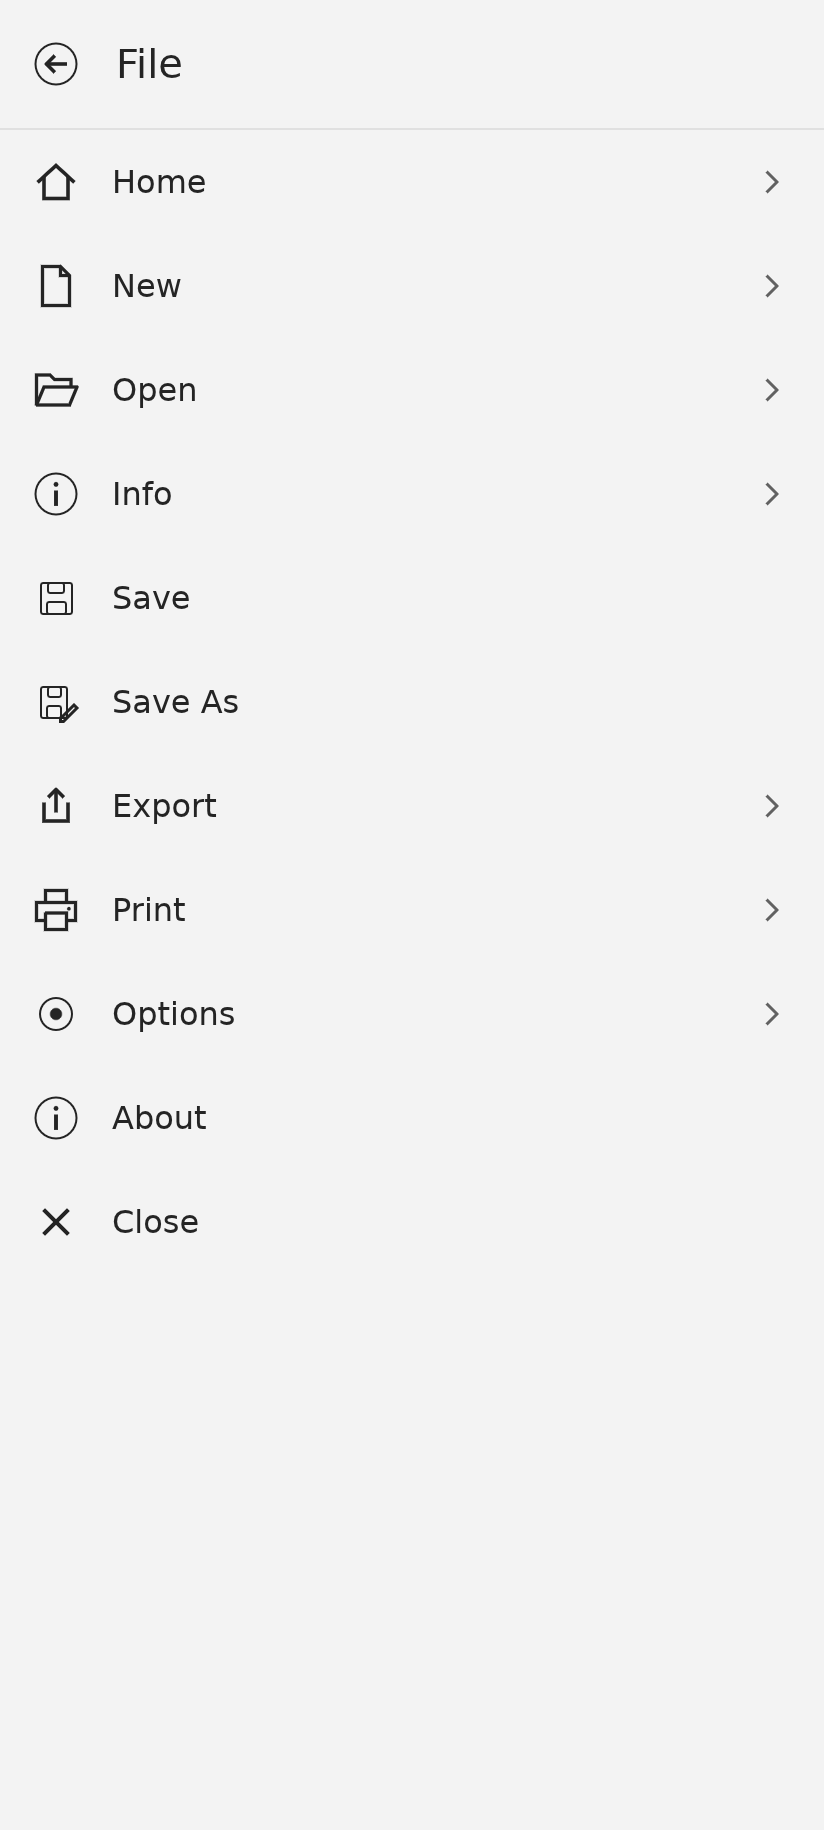 File
Home
New
Open
Info
Save
Save As
Export
Print
Options
About
Close